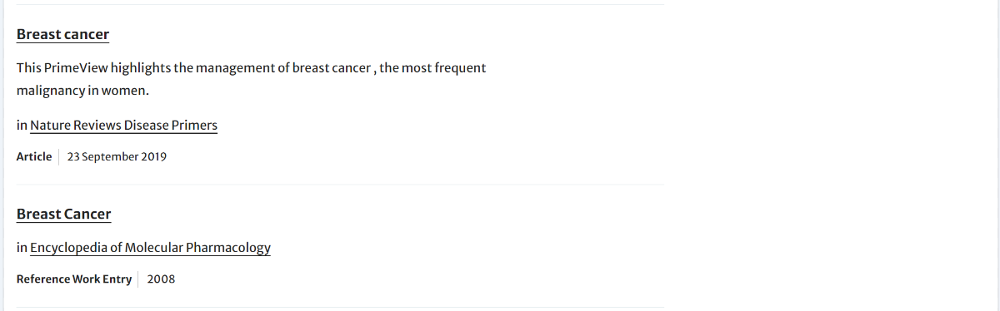 Breast cancer
This PrimeView highlights the management of breast cancer , the most frequent
malignancy in women.
in Nature Reviews Disease Primers
Article 23 September 2019
Breast Cancer
in Encyclopedia of Molecular Pharmacology
Reference Work Entry 2008